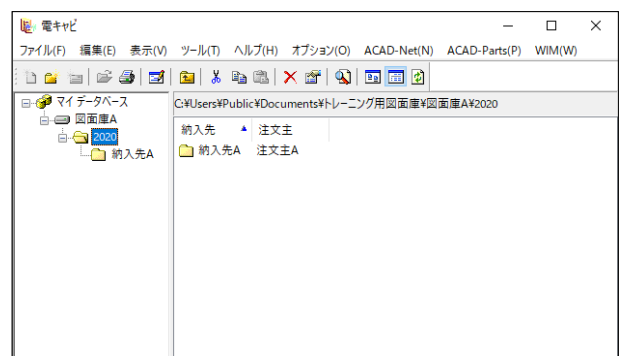 電キャビ
ファイル(F) 編集(E) 表示(V) ツール(T) ヘルプ(H) オプション(O) ACAD-Net(N) ACAD-Parts(P) WIM(W)
マイ データベース
図面庫A
2020
納入先A
C:¥Users¥Public¥Documents¥トレーニング用図面庫¥図面庫A¥2020
納入先 注文主
納入先A 注文主A